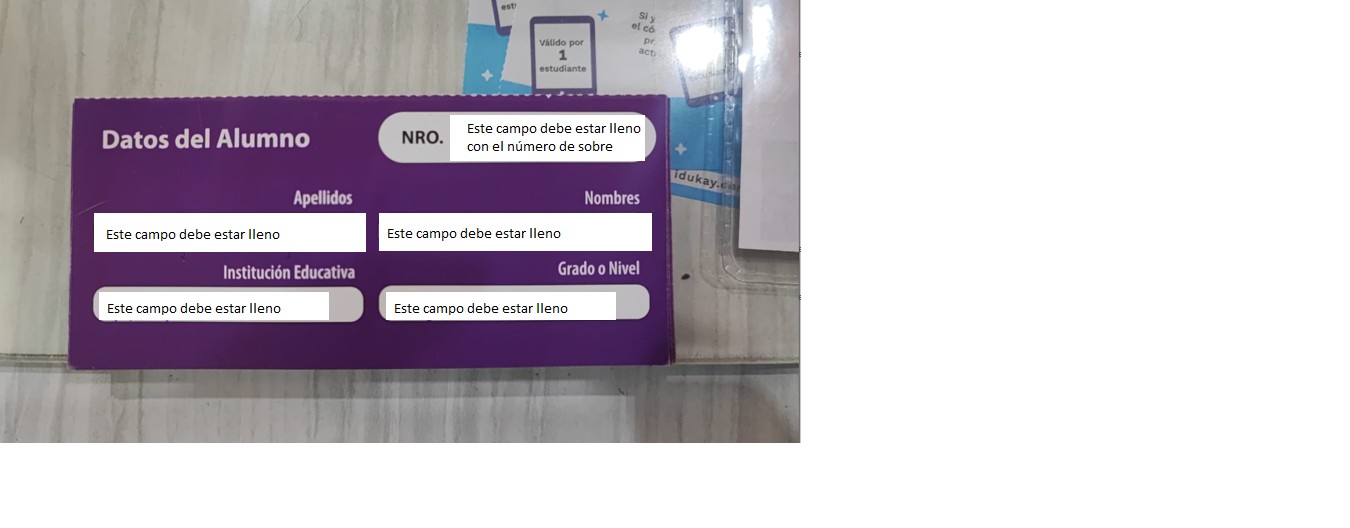 est
Válido por
1
estudiante
Si y
el có
pr
act
Datos del Alumno
NRO.
Este campo debe estar lleno
con el número de sobre
Apellidos
Nombres
Este campo debe estar lleno
Este campo debe estar lleno
Institución Educativa
Grado o Nivel
Este campo debe estar lleno
Este campo debe estar lleno
idukay.co